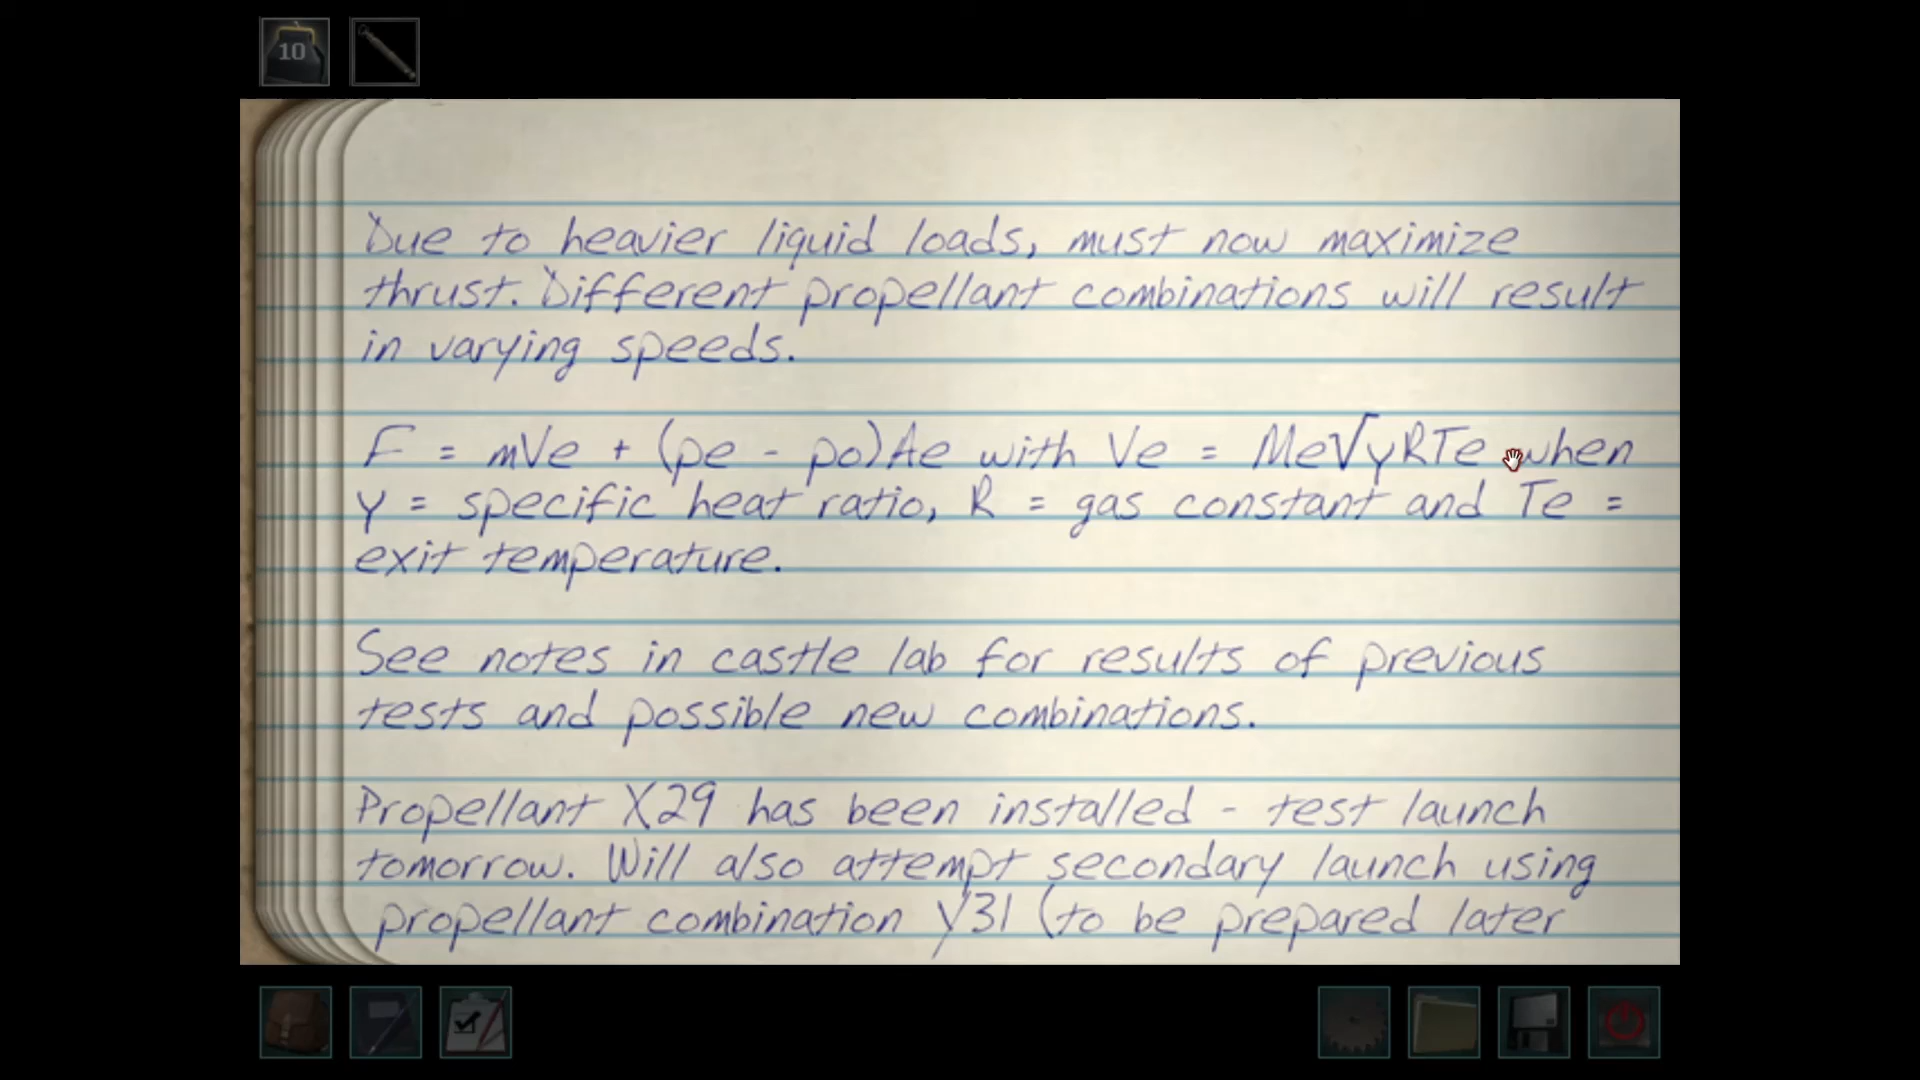 10
Due to heavier liquid loads, must now maximize
thrust. Different propellant combinations will result
in varying speeds.
F = mVe + (pe - po)Ae with Ve = Me√yRTe when
y = specific heat ratio, R = gas constant and Te =
exit temperature.
See notes in castle lab for results of previous
tests and possible new combinations.
Propellant X29 has been installed - test launch
tomorrow. Will also attempt secondary launch using
propellant combination Y31 (to be prepared later